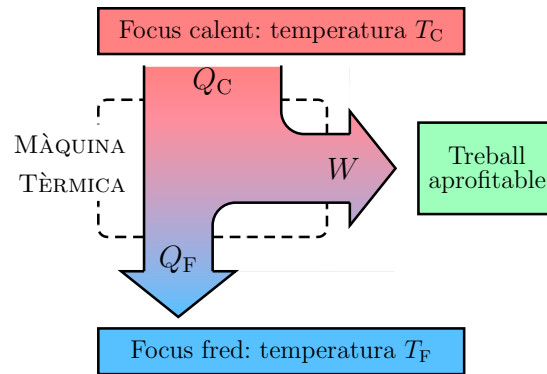 Focus calent: temperatura T_C
Q_C
MÀQUINA
TÈRMICA
W
Treball
aprofitable
Q_F
Focus fred: temperatura T_F